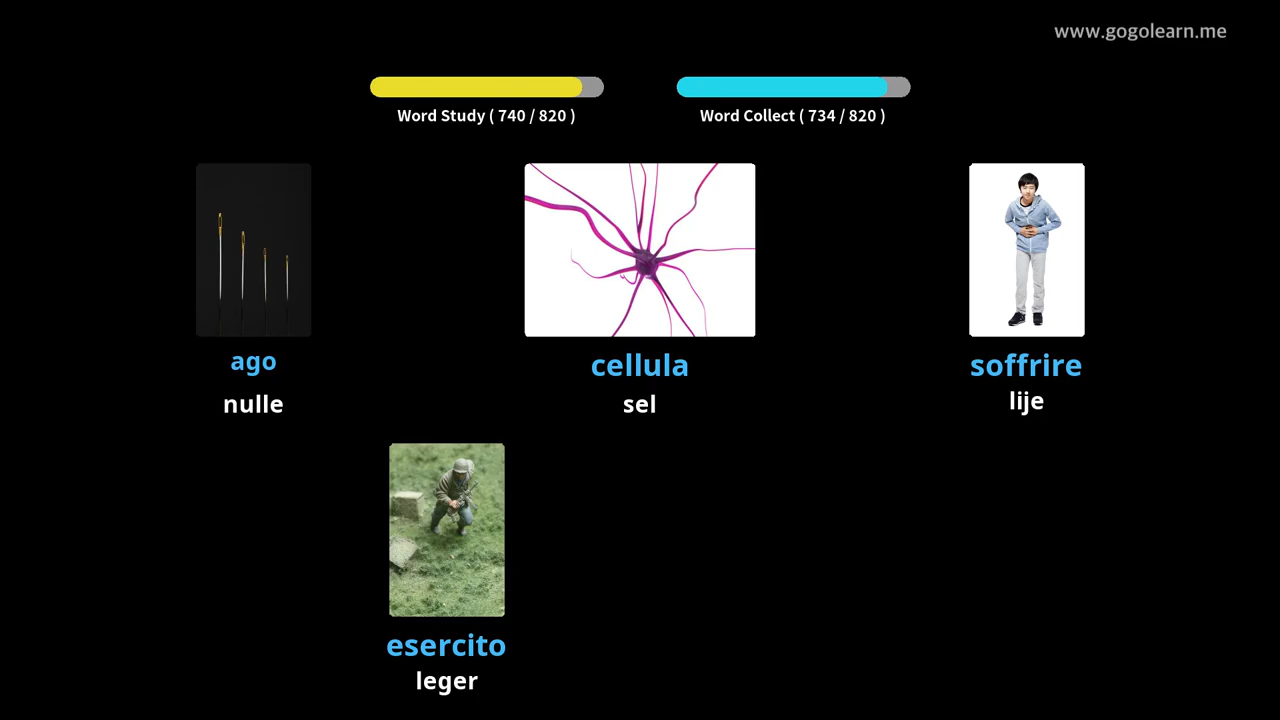 www.gogolearn.me
Word Study ( 740 / 820 )
Word Collect ( 734 / 820 )
ago
nulle
cellula
sel
soffrire
lije
esercito
leger